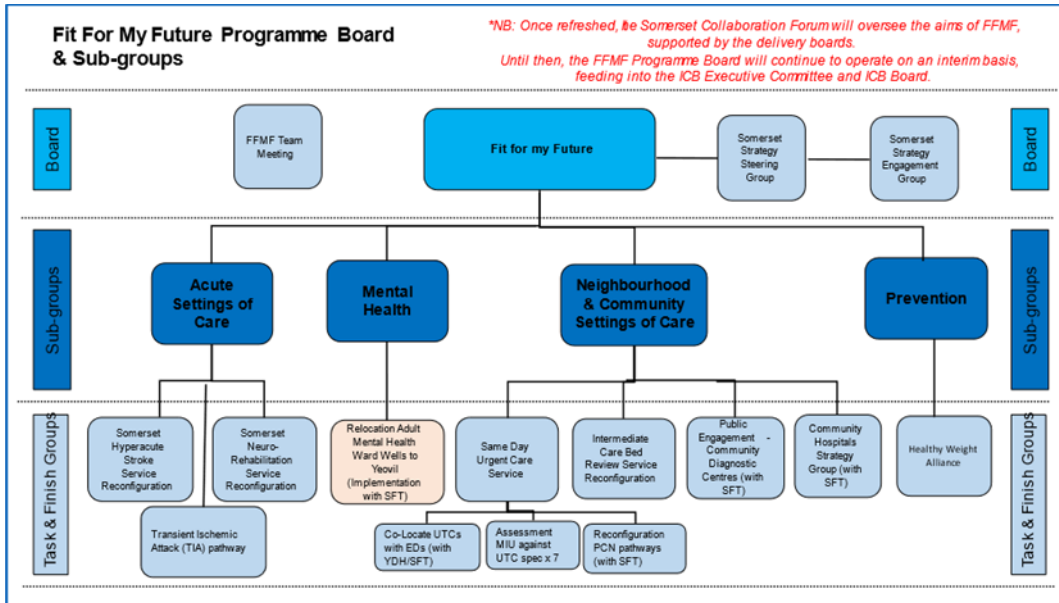 Fit For My Future Programme Board
& Sub-groups
*NB: Once refreshed, the Somerset Collaboration Forum will oversee the aims of FFMF,
supported by the delivery boards.
Until then, the FFMF Programme Board will continue to operate on an interim basis,
feeding into the ICB Executive Committee and ICB Board.
Board
FFMF Team
Meeting
Fit for my Future
Somerset
Strategy
Steering
Group
Somerset
Strategy
Engagement
Group
Board
Sub-groups
Acute
Settings of
Care
Mental
Health
Neighbourhood
& Community
Settings of Care
Prevention
Sub-groups
Task & Finish Groups
Somerset
Hyperacute
Stroke
Service
Reconfiguration
Somerset
Neuro-
Rehabilitation
Service
Reconfiguration
Relocation Adult
Mental Health
Ward Wells to
Yeovil
(Implementation
with SFT)
Same Day
Urgent Care
Service
Intermediate
Care Bed
Review Service
Reconfiguration
Public
Engagement -
Community
Diagnostic
Centres (with
SFT)
Community
Hospitals
Strategy
Group (with
SFT)
Healthy Weight
Alliance
Transient Ischemic
Attack (TIA) pathway
Co-Locate UTCs
with EDs (with
YDH/SFT)
Assessment
MIU against
UTC spec x 7
Reconfiguration
PCN pathways
(with SFT)
Task & Finish Groups